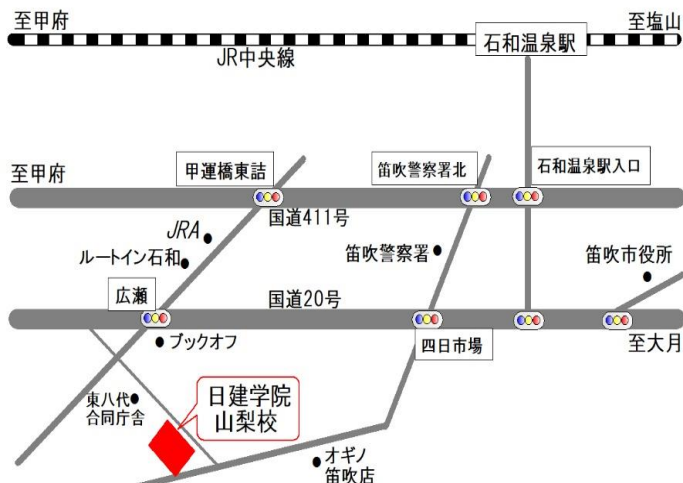 至甲府
至塩山
石和温泉駅
JR中央線
甲運橋東詰
笛吹警察署北
石和温泉駅入口
至甲府
国道411号
JRA
ルートイン石和
笛吹警察署
笛吹市役所
広瀬
国道20号
ブックオフ
四日市場
至大月
東八代
合同庁舎
日建学院
山梨校
オギノ
笛吹店